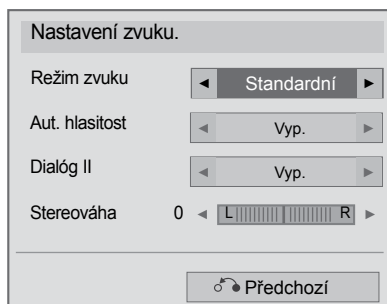 Nastavení zvuku.
Režim zvuku ◄ Standardní ►
Aut. hlasitost ◄ Vyp. ►
Dialóg II ◄ Vyp. ►
Stereováha 0 ◄ L R ►
Předchozí